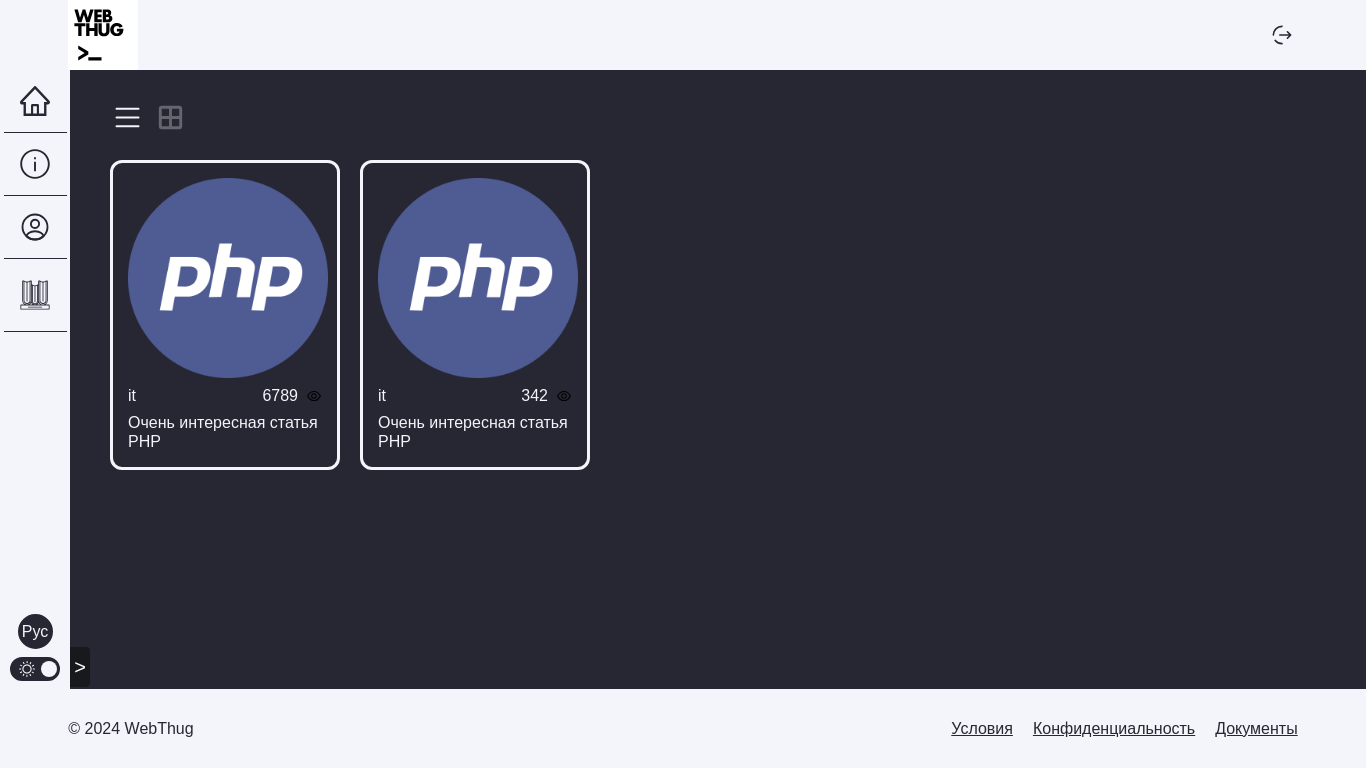 WEB
THUG
>_
php
it 6789
Очень интересная статья
PHP
php
it 342
Очень интересная статья
PHP
Рус
>
© 2024 WebThug
Условия Конфиденциальность Документы